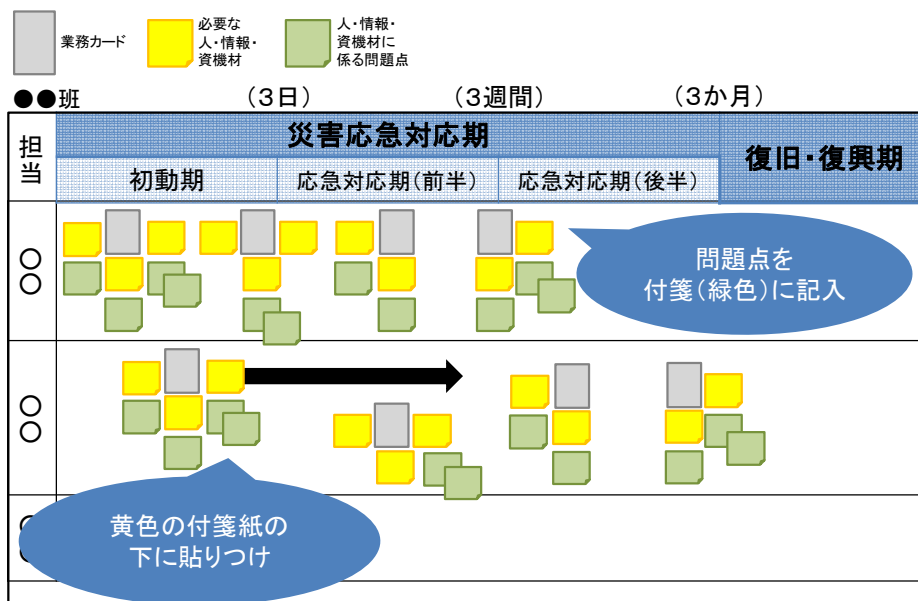 業務カード
必要な
人・情報・
資機材
人・情報・
資機材に
係る問題点
●●班
(3日)
(3週間)
(3か月)
担当
災害応急対応期
復旧・復興期
初動期
応急対応期(前半)
応急対応期(後半)
○○
問題点を
付箋(緑色)に記入
○○
黄色の付箋紙の
下に貼りつけ